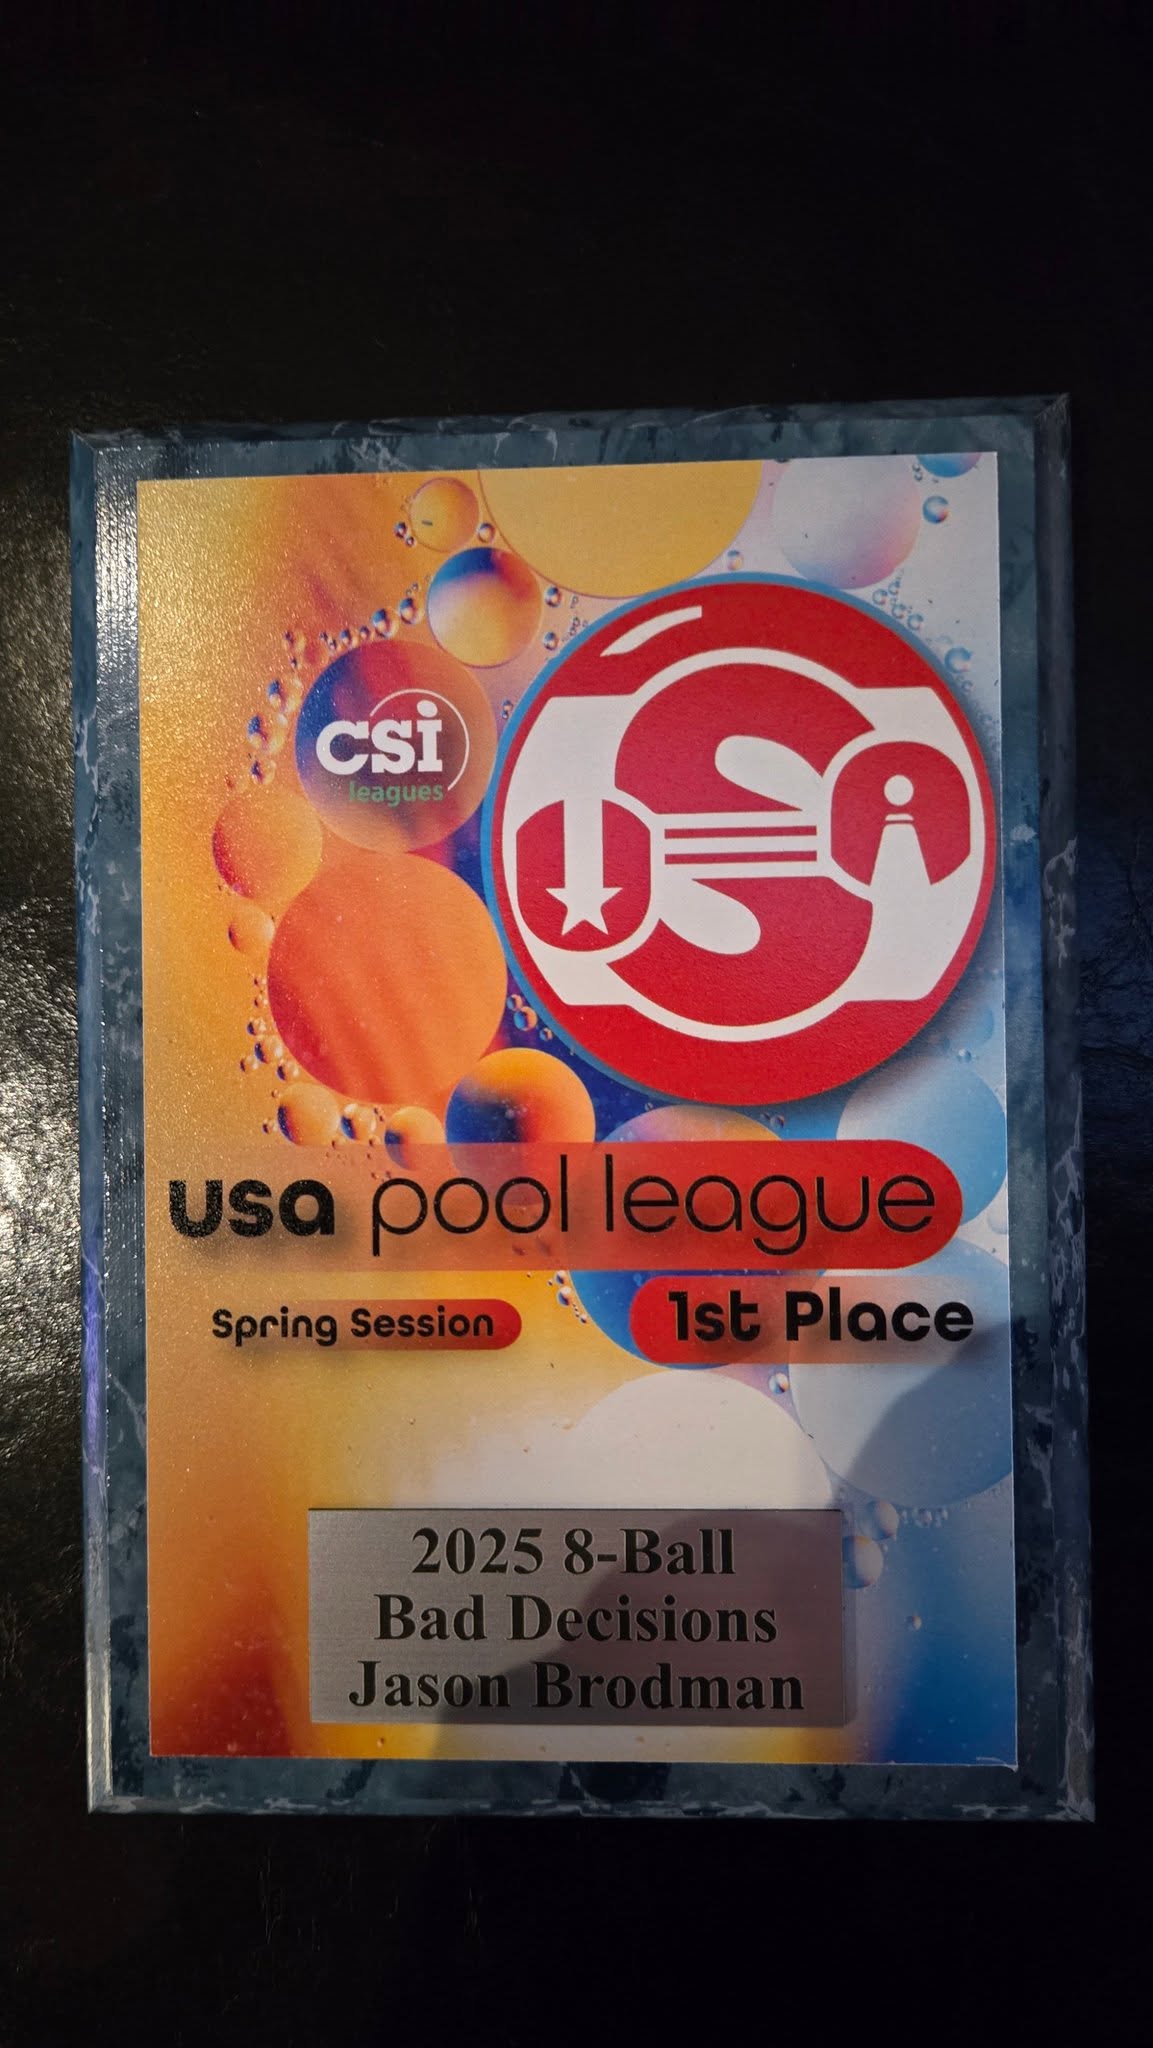 csi
leagues
usa pool league
Spring Session
1st Place
2025 8-Ball
Bad Decisions
Jason Brodman